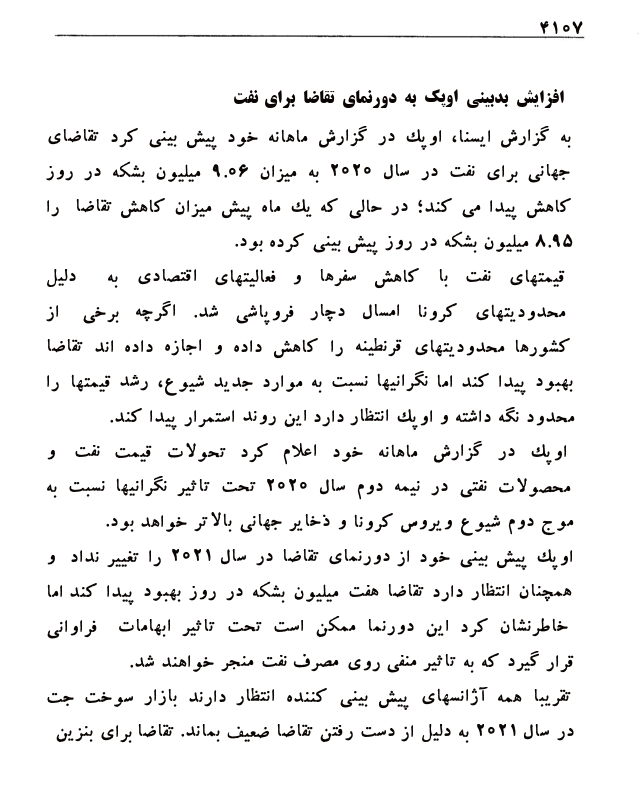 ۴۱۰۷
افزایش بدبینی اوپک به دورنمای تقاضا برای نفت
به گزارش ایسنا، اوپك در گزارش ماهانه خود پیش بینی کرد تقاضای
جهانی برای نفت در سال ۲۰۲۰ به میزان ۹.۰۶ میلیون بشکه در روز
کاهش پیدا می کند؛ در حالی که یك ماه پیش میزان کاهش تقاضا را
۸.۹۵ میلیون بشکه در روز پیش بینی کرده بود.
قیمتهای نفت با کاهش سفرها و فعالیتهای اقتصادی به دلیل
محدودیتهای کرونا امسال دچار فروپاشی شد. اگرچه برخی از
کشورها محدودیتهای قرنطینه را کاهش داده و اجازه داده اند تقاضا
بهبود پیدا کند اما نگرانیها نسبت به موارد جدید شیوع، رشد قیمتها را
محدود نگه داشته و اوپك انتظار دارد این روند استمرار پیدا کند.
اوپك در گزارش ماهانه خود اعلام کرد تحولات قیمت نفت و
محصولات نفتی در نیمه دوم سال ۲۰۲۰ تحت تاثیر نگرانیها نسبت به
موج دوم شیوع ویروس کرونا و ذخایر جهانی بالاتر خواهد بود.
اوپك پیش بینی خود از دورنمای تقاضا در سال ۲۰۲۱ را تغییر نداد و
همچنان انتظار دارد تقاضا هفت میلیون بشکه در روز بهبود پیدا کند اما
خاطرنشان کرد این دورنما ممکن است تحت تاثیر ابهامات فراوانی
قرار گیرد که به تاثیر منفی روی مصرف نفت منجر خواهند شد.
تقریبا همه آژانسهای پیش بینی کننده انتظار دارند بازار سوخت جت
در سال ۲۰۲۱ به دلیل از دست رفتن تقاضا ضعیف بماند. تقاضا برای بنزین